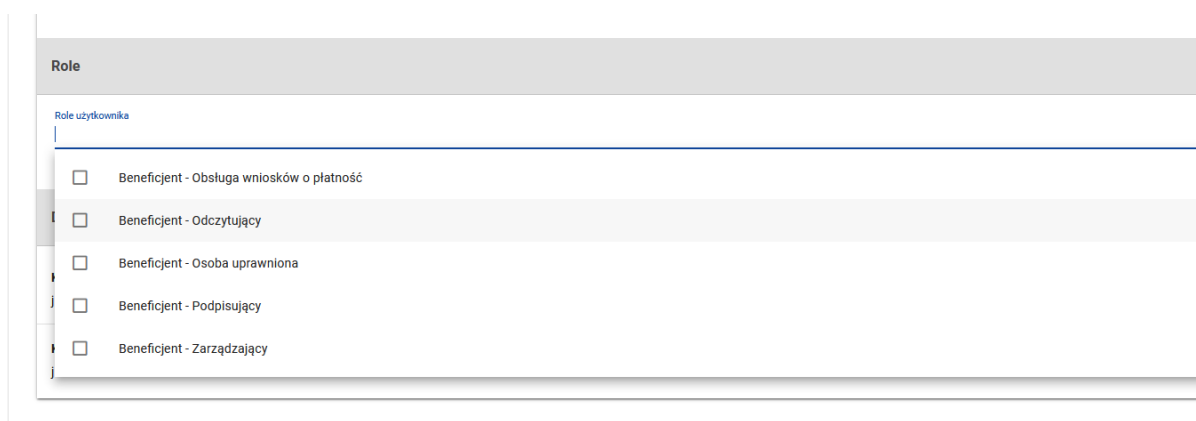 Role
Role użytkownika
Beneficjent - Obsługa wniosków o płatność
Beneficjent - Odczytujący
Beneficjent - Osoba uprawniona
Beneficjent - Podpisujący
Beneficjent - Zarządzający